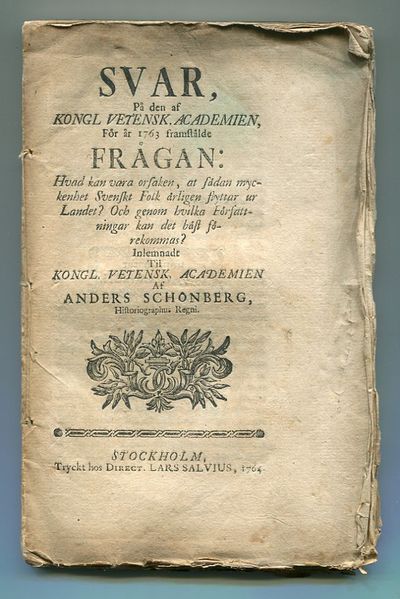 SVAR,
På den af
KONGL. VETENSK. ACADEMIEN,
För år 1763 framstälde
FRÅGAN:
Hvad kan vara orsaken, at sådan myc-
kenhet Svenskt Folk årligen flyttar ur
Landet? Och genom hvilka Författ-
ningar kan det bäst fö-
rekommas?
Inlemnadt
Til
KONGL. VETENSK. ACADEMIEN
Af
ANDERS SCHÖNBERG,
Historiographus Regni.
STOCKHOLM,
Tryckt hos DIRECT. LARS SALVIUS, 1764